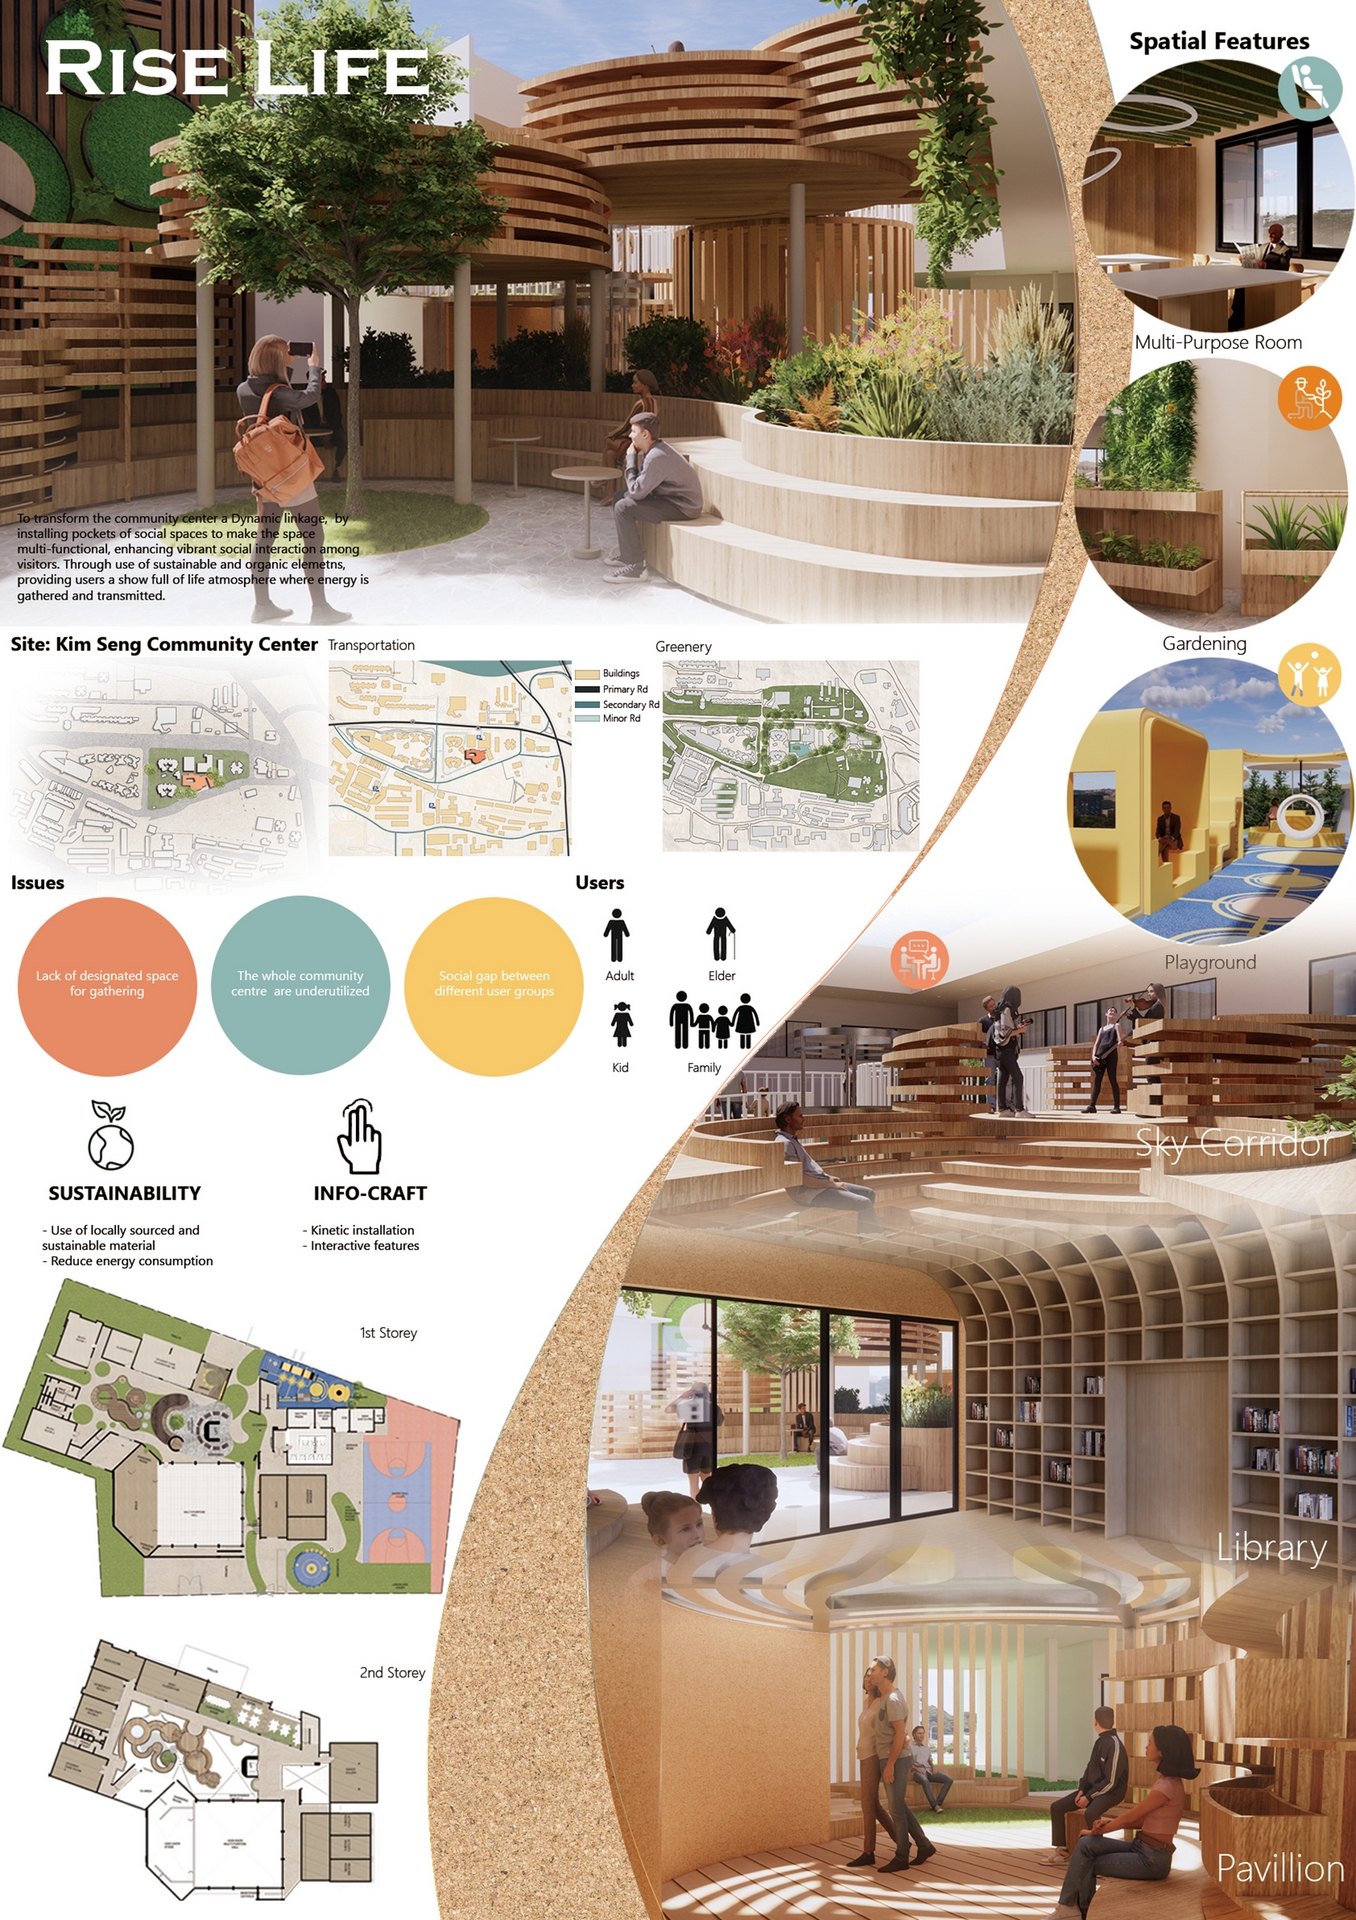 RISE LIFE
To transform the community center a Dynamic linkage, by
installing pockets of social spaces to make the space
multi-functional, enhancing vibrant social interaction among
visitors. Through use of sustainable and organic elemetns,
providing users a show full of life atmosphere where energy is
gathered and transmitted.
Spatial Features
Multi-Purpose Room
Gardening
Playground
Site: Kim Seng Community Center
Transportation
Buildings
Primary Rd
Secondary Rd
Minor Rd
Greenery
Issues
Lack of designated space
for gathering
The whole community
centre are underutilized
Social gap between
different user groups
Users
Adult
Elder
Kid
Family
SUSTAINABILITY
- Use of locally sourced and
sustainable material
- Reduce energy consumption
INFO-CRAFT
- Kinetic installation
- Interactive features
1st Storey
2nd Storey
Sky Corridor
Library
Pavillion